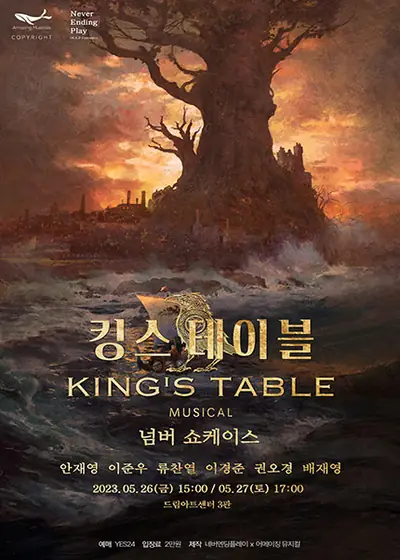 Amazing Musicals
COPYRIGHT
Never
Ending
Play
킹스 테이블
KING'S TABLE
MUSICAL
넘버 쇼케이스
안재영 이준우 류찬열 이경준 권오경 배재영
2023.05.26(금) 15:00 / 05.27(토) 17:00
드림아트센터 3관
예매 YES24 입장료 2만원 제작 네버엔딩플레이 x 어메이징 뮤지컬